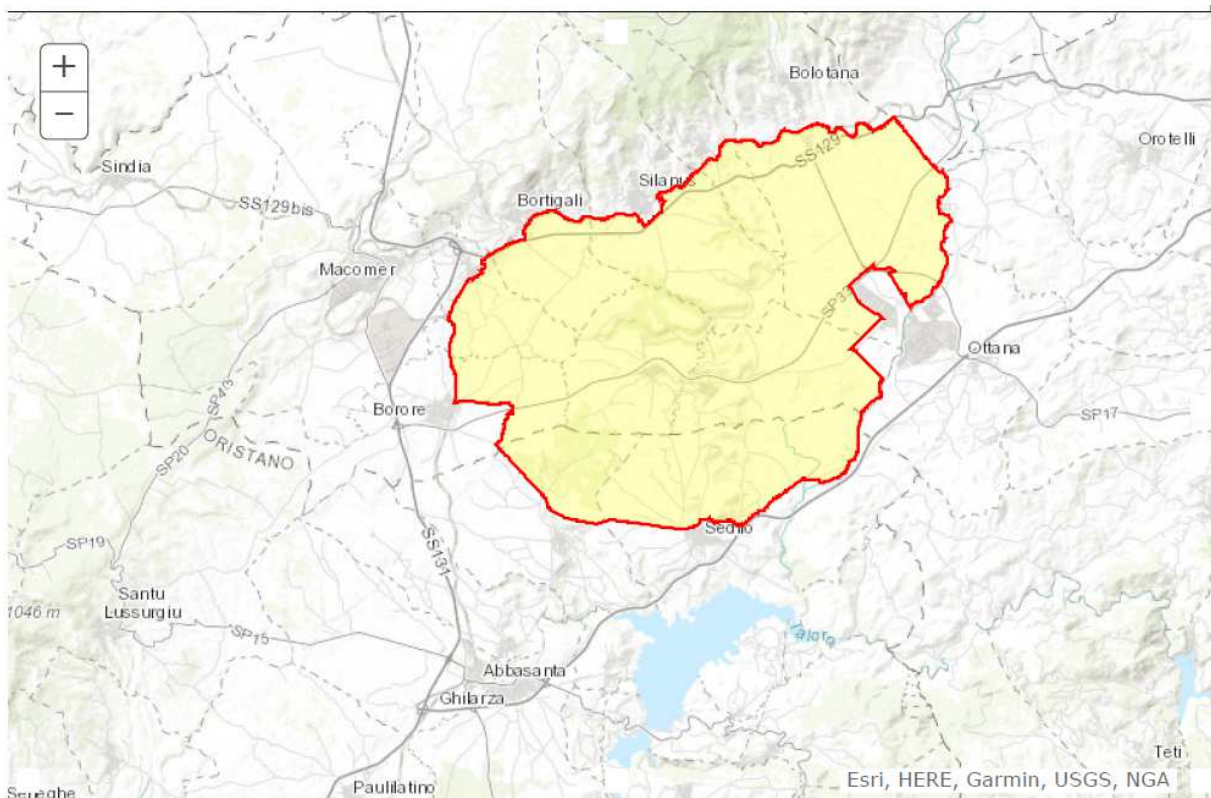 +
−
Bolotana
Orotelli
Sindia
SS129
Silanus
Bortigali
SS129bis
Macomer
SP33
Ottana
SP43
Borore
SP17
ORISTANO
SP20
SS131
Sedilo
SP19
Santu
Lussurgiu
1046 m
SP15
Taloro
Abbasanta
Ghilarza
Teti
Paulilatino
Esri, HERE, Garmin, USGS, NGA